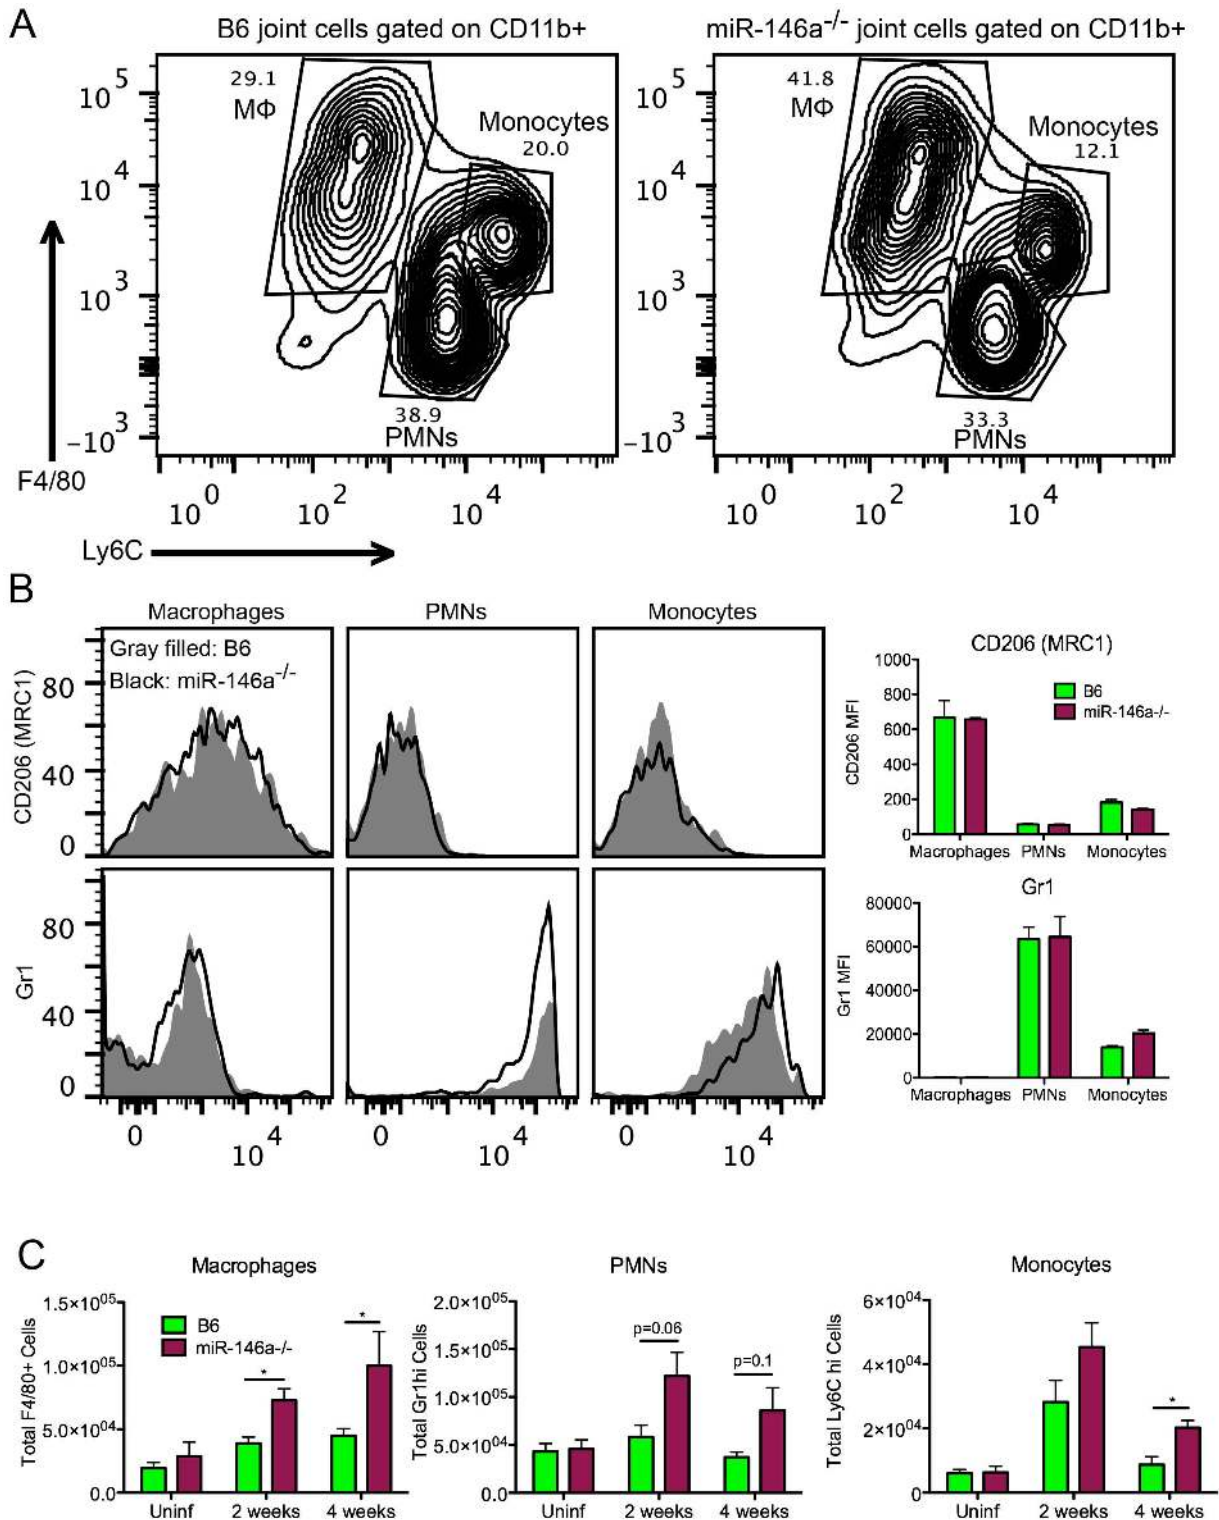 A
B6 joint cells gated on CD11b+
miR-146a-/- joint cells gated on CD11b+
29.1
MΦ
Monocytes
20.0
38.9
PMNs
41.8
MΦ
Monocytes
12.1
33.3
PMNs
10^5
10^4
10^3
-10^3
10^5
10^4
10^3
-10^3
F4/80
10^0 10^2 10^4
10^0 10^2 10^4
Ly6C
B
Macrophages
PMNs
Monocytes
Gray filled: B6
Black: miR-146a-/-
CD206 (MRC1)
80
40
0
Gr1
80
40
0
0 10^4
0 10^4
0 10^4
CD206 (MRC1)
CD206 MFI
1000
800
600
400
200
0
B6
miR-146a-/-
Macrophages PMNs Monocytes
Gr1
Gr1 MFI
80000
60000
40000
20000
0
Macrophages PMNs Monocytes
C
Macrophages
Total F4/80+ Cells
1.5×10^05
1.0×10^05
5.0×10^04
0.0
B6
miR-146a-/-
*
*
Uninf 2 weeks 4 weeks
PMNs
Total Gr1hi Cells
2.0×10^05
1.5×10^05
1.0×10^05
5.0×10^04
0.0
p=0.06
p=0.1
Uninf 2 weeks 4 weeks
Monocytes
Total Ly6C hi Cells
6×10^04
4×10^04
2×10^04
0
*
Uninf 2 weeks 4 weeks